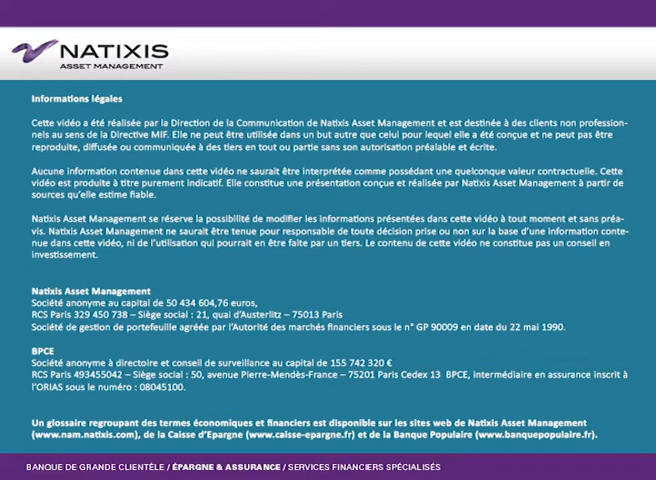 NATIXIS
ASSET MANAGEMENT
Informations légales
Cette vidéo a été réalisée par la Direction de la Communication de Natixis Asset Management et est destinée à des clients non profession-
nels au sens de la Directive MIF. Elle ne peut être utilisée dans un but autre que celui pour lequel elle a été conçue et ne peut pas être
reproduite, diffusée ou communiquée à des tiers en tout ou partie sans son autorisation préalable et écrite.
Aucune information contenue dans cette vidéo ne saurait être interprétée comme possédant une quelconque valeur contractuelle. Cette
vidéo est produite à titre purement indicatif. Elle constitue une présentation conçue et réalisée par Natixis Asset Management à partir de
sources qu'elle estime fiable.
Natixis Asset Management se réserve la possibilité de modifier les informations présentées dans cette vidéo à tout moment et sans préa-
vis. Natixis Asset Management ne saurait être tenue pour responsable de toute décision prise ou non sur la base d'une information conte-
nue dans cette vidéo, ni de l'utilisation qui pourrait en être faite par un tiers. Le contenu de cette vidéo ne constitue pas un conseil en
investissement.
Natixis Asset Management
Société anonyme au capital de 50 434 604,76 euros,
RCS Paris 329 450 738 – Siège social : 21, quai d'Austerlitz – 75013 Paris
Société de gestion de portefeuille agréée par l'Autorité des marchés financiers sous le n° GP 90009 en date du 22 mai 1990.
BPCE
Société anonyme à directoire et conseil de surveillance au capital de 155 742 320 €
RCS Paris 493455042 – Siège social : 50, avenue Pierre-Mendès-France – 75201 Paris Cedex 13 BPCE, intermédiaire en assurance inscrit à
l'ORIAS sous le numéro : 08045100.
Un glossaire regroupant des termes économiques et financiers est disponible sur les sites web de Natixis Asset Management
(www.nam.natixis.com), de la Caisse d'Epargne (www.caisse-epargne.fr) et de la Banque Populaire (www.banquepopulaire.fr).
BANQUE DE GRANDE CLIENTÈLE / ÉPARGNE & ASSURANCE / SERVICES FINANCIERS SPÉCIALISÉS